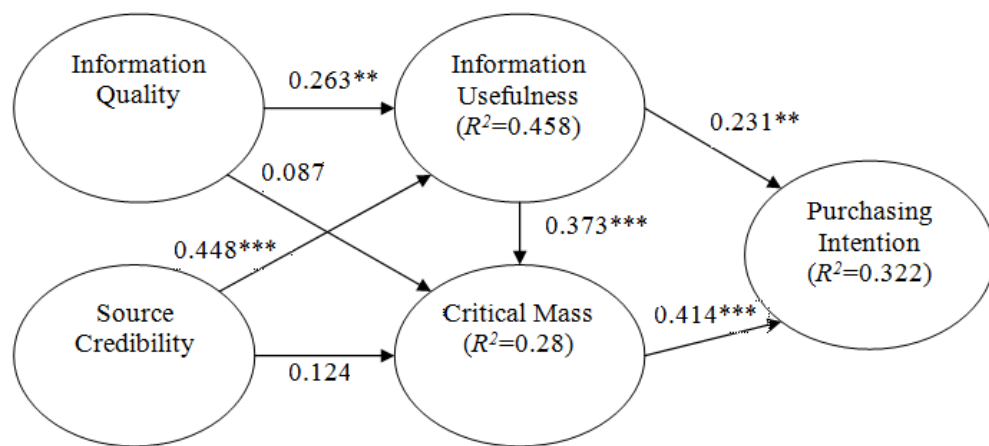 Information
Quality
0.263**
Information
Usefulness
(R²=0.458)
0.231**
0.087
0.448***
0.373***
Purchasing
Intention
(R²=0.322)
Source
Credibility
0.124
Critical Mass
(R²=0.28)
0.414***